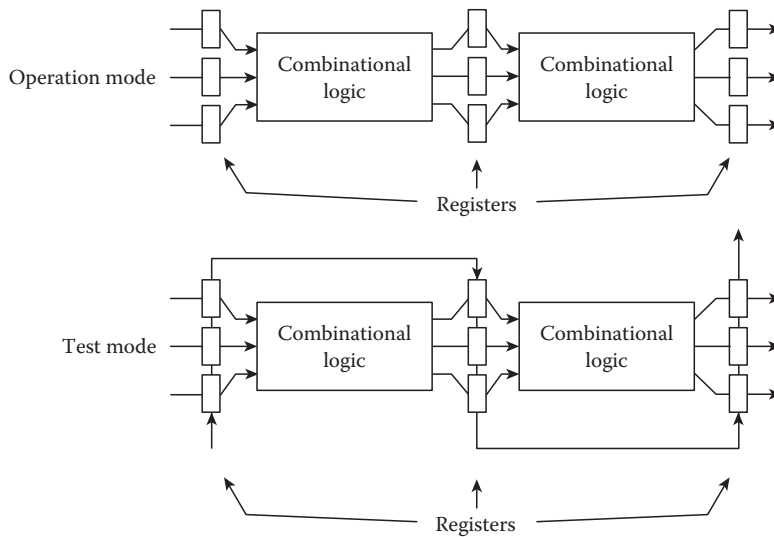 Operation mode
Combinational
logic
Combinational
logic
Registers
Test mode
Combinational
logic
Combinational
logic
Registers